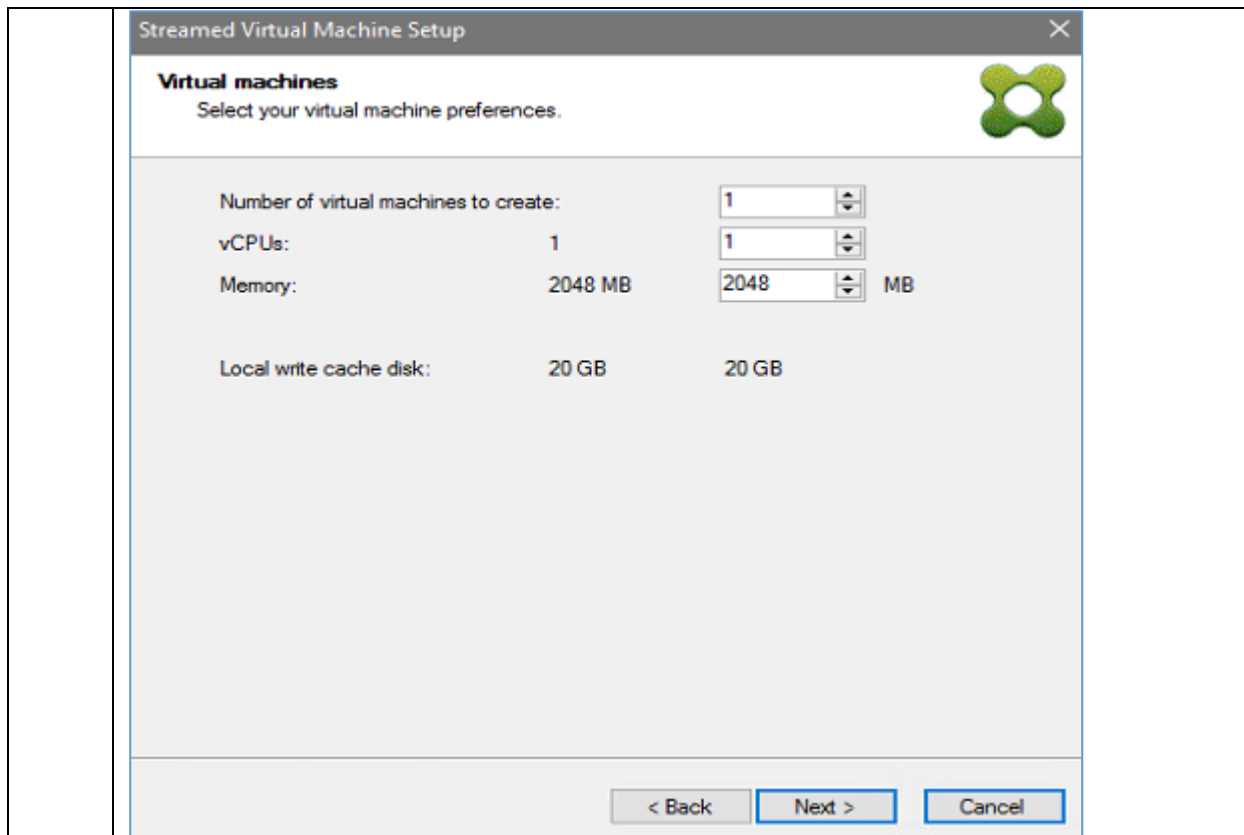 Streamed Virtual Machine Setup
Virtual machines
Select your virtual machine preferences.
Number of virtual machines to create: 1
vCPUs: 1 1
Memory: 2048 MB 2048 MB
Local write cache disk: 20 GB 20 GB
< Back Next > Cancel